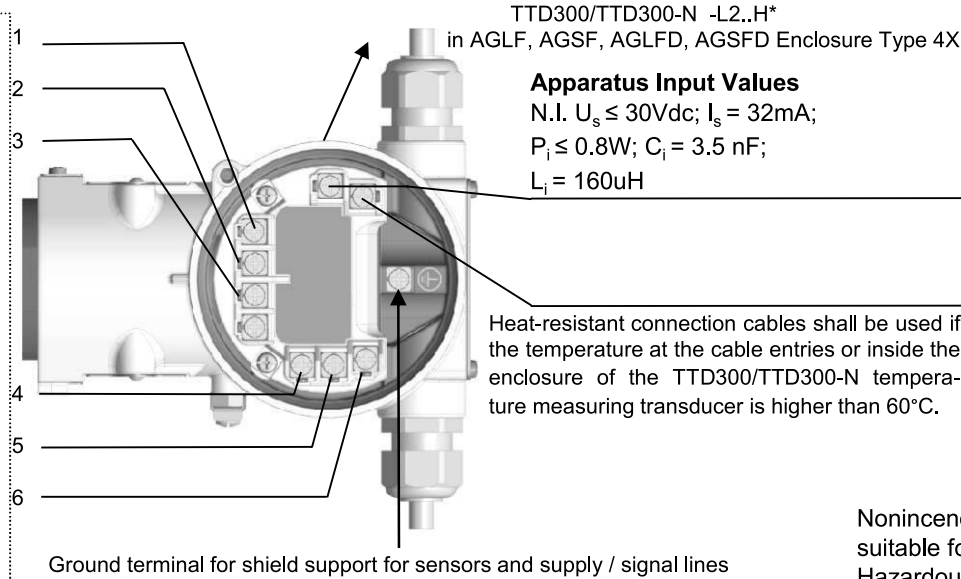 TTD300/TTD300-N -L2..H*
in AGLF, AGSF, AGLFD, AGSFD Enclosure Type 4X
Apparatus Input Values
N.I. Us ≤ 30Vdc; Is = 32mA;
Pi ≤ 0.8W; Ci = 3.5 nF;
Li = 160uH
1
2
3
4
5
6
Heat-resistant connection cables shall be used if
the temperature at the cable entries or inside the
enclosure of the TTD300/TTD300-N tempera-
ture measuring transducer is higher than 60°C.
Ground terminal for shield support for sensors and supply / signal lines
suitable